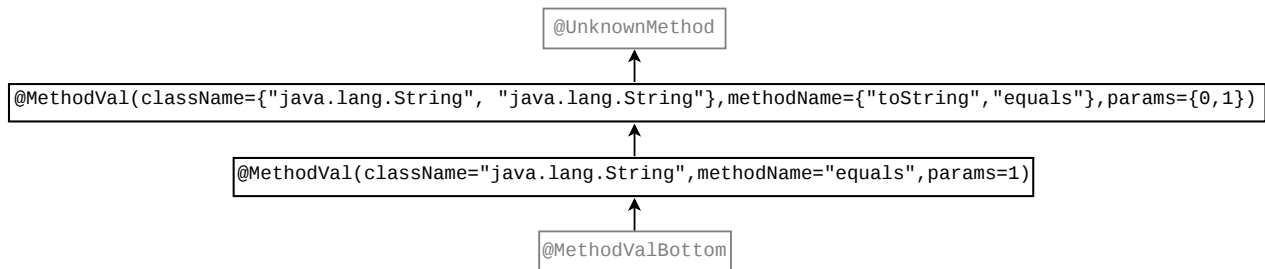 @UnknownMethod
@MethodVal(className={"java.lang.String", "java.lang.String"},methodName={"toString","equals"},params={0,1})
@MethodVal(className="java.lang.String",methodName="equals",params=1)
@MethodValBottom